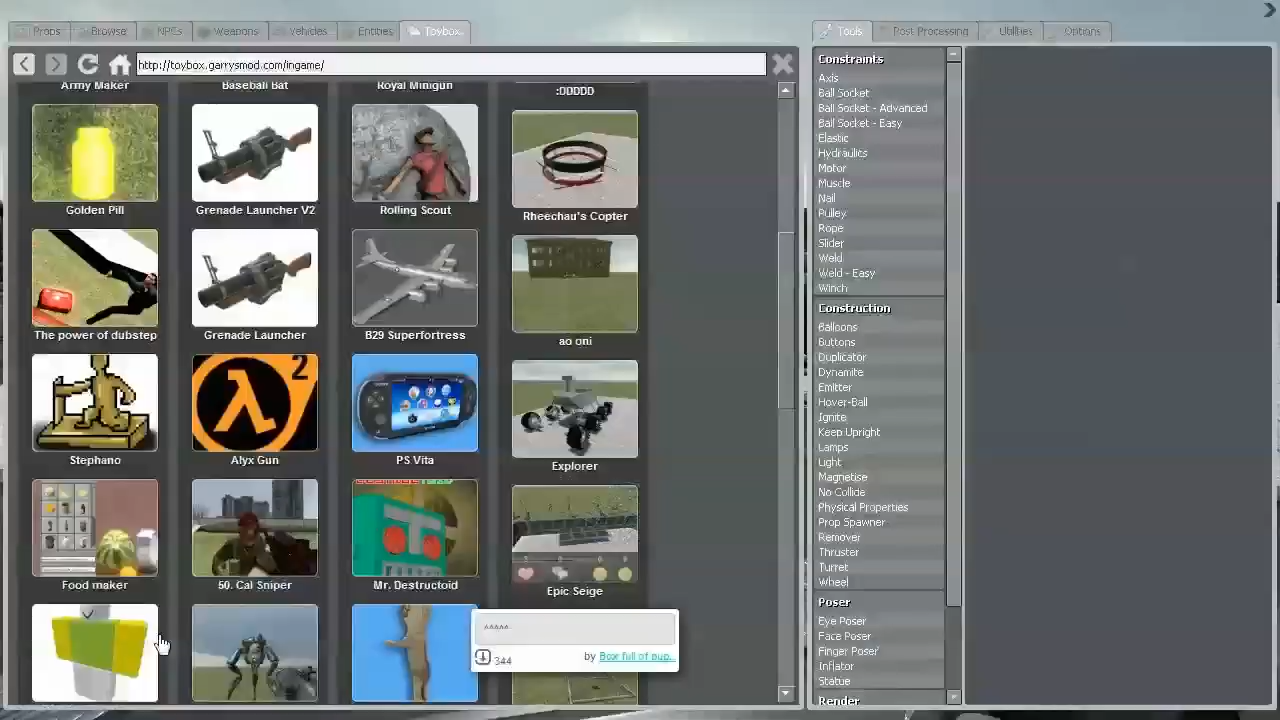 Props
Browse
NPCs
Weapons
Vehicles
Entities
Toybox
Tools
Post Processing
Utilities
Options
http://toybox.garrysmod.com/ingame/
Army Maker
Baseball Bat
Royal Minigun
:DDDDD
Golden Pill
Grenade Launcher V2
Rolling Scout
Rheechau's Copter
The power of dubstep
Grenade Launcher
B29 Superfortress
ao oni
2
Stephano
Alyx Gun
PS Vita
Explorer
Food maker
50. Cal Sniper
Mr. Destructoid
Epic Seige
^^^^^
344
by Box full of pup..
Constraints
Axis
Ball Socket
Ball Socket - Advanced
Ball Socket - Easy
Elastic
Hydraulics
Motor
Muscle
Nail
Pulley
Rope
Slider
Weld
Weld - Easy
Winch
Construction
Balloons
Buttons
Duplicator
Dynamite
Emitter
Hover-Ball
Ignite
Keep Upright
Lamps
Light
Magnetise
No Collide
Physical Properties
Prop Spawner
Remover
Thruster
Turret
Wheel
Poser
Eye Poser
Face Poser
Finger Poser
Inflator
Statue
Render